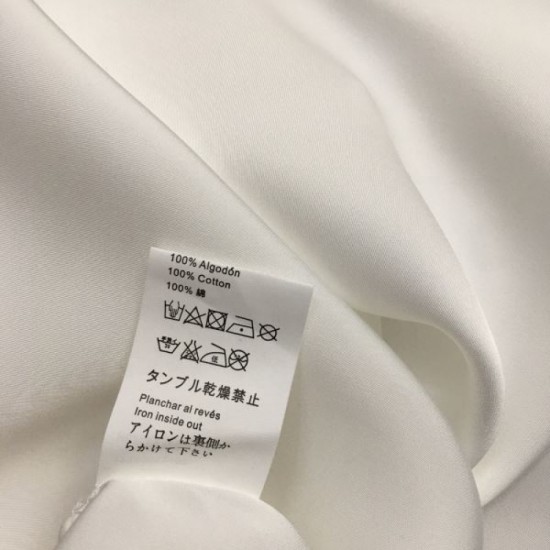 100% Algodón
100% Cotton
100% 綿
低
タンブル乾燥禁止
Planchar al revés
Iron inside out
アイロンは裏側か
らかけて下さい